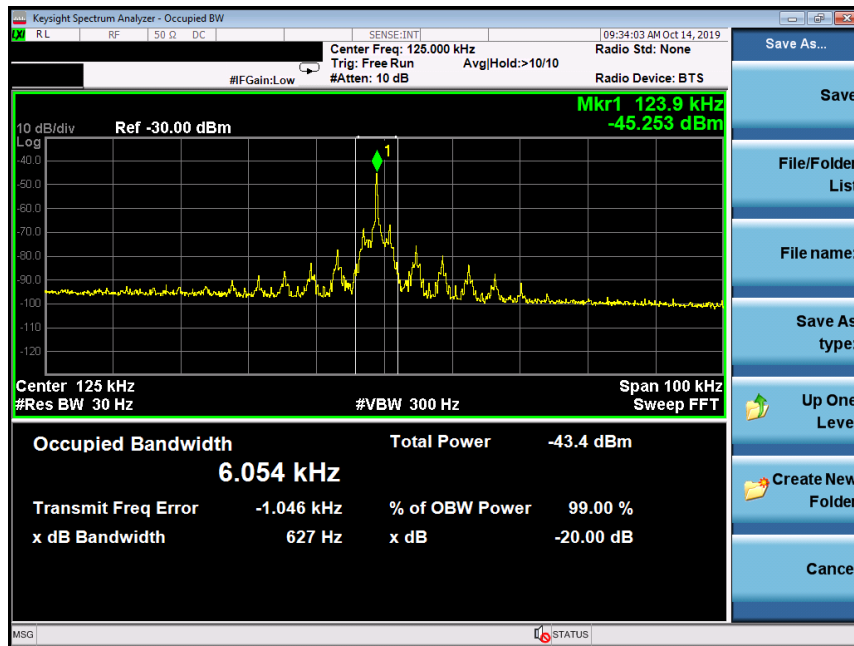 Keysight Spectrum Analyzer - Occupied BW
LXI RL RF 50 Ω DC SENSE:INT 09:34:03 AM Oct 14, 2019
Center Freq: 125.000 kHz Radio Std: None
Trig: Free Run Avg|Hold:>10/10
#IFGain:Low #Atten: 10 dB Radio Device: BTS
Mkr1 123.9 kHz
-45.253 dBm
10 dB/div Ref -30.00 dBm
Log
1
-40.0
-50.0
-60.0
-70.0
-80.0
-90.0
-100
-110
-120
Center 125 kHz Span 100 kHz
#Res BW 30 Hz #VBW 300 Hz Sweep FFT
Occupied Bandwidth Total Power -43.4 dBm
6.054 kHz
Transmit Freq Error -1.046 kHz % of OBW Power 99.00 %
x dB Bandwidth 627 Hz x dB -20.00 dB
MSG STATUS
Save As...
Save
File/Folder
List
File name:
Save As
type:
Up One
Leve
Create New
Folder
Cance